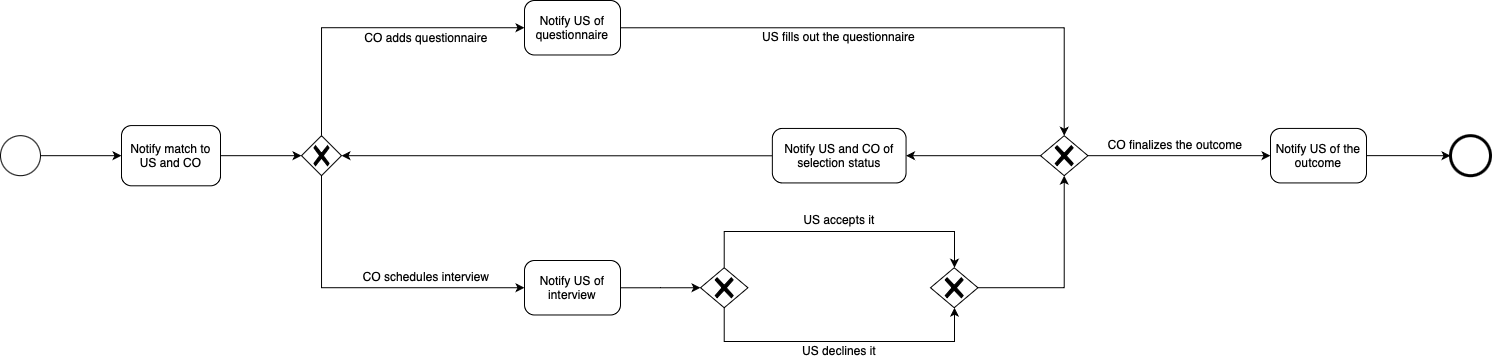 Notify US of
questionnaire
CO adds questionnaire
US fills out the questionnaire
Notify match to
US and CO
Notify US and CO of
selection status
CO finalizes the outcome
Notify US of the
outcome
US accepts it
CO schedules interview
Notify US of
interview
US declines it